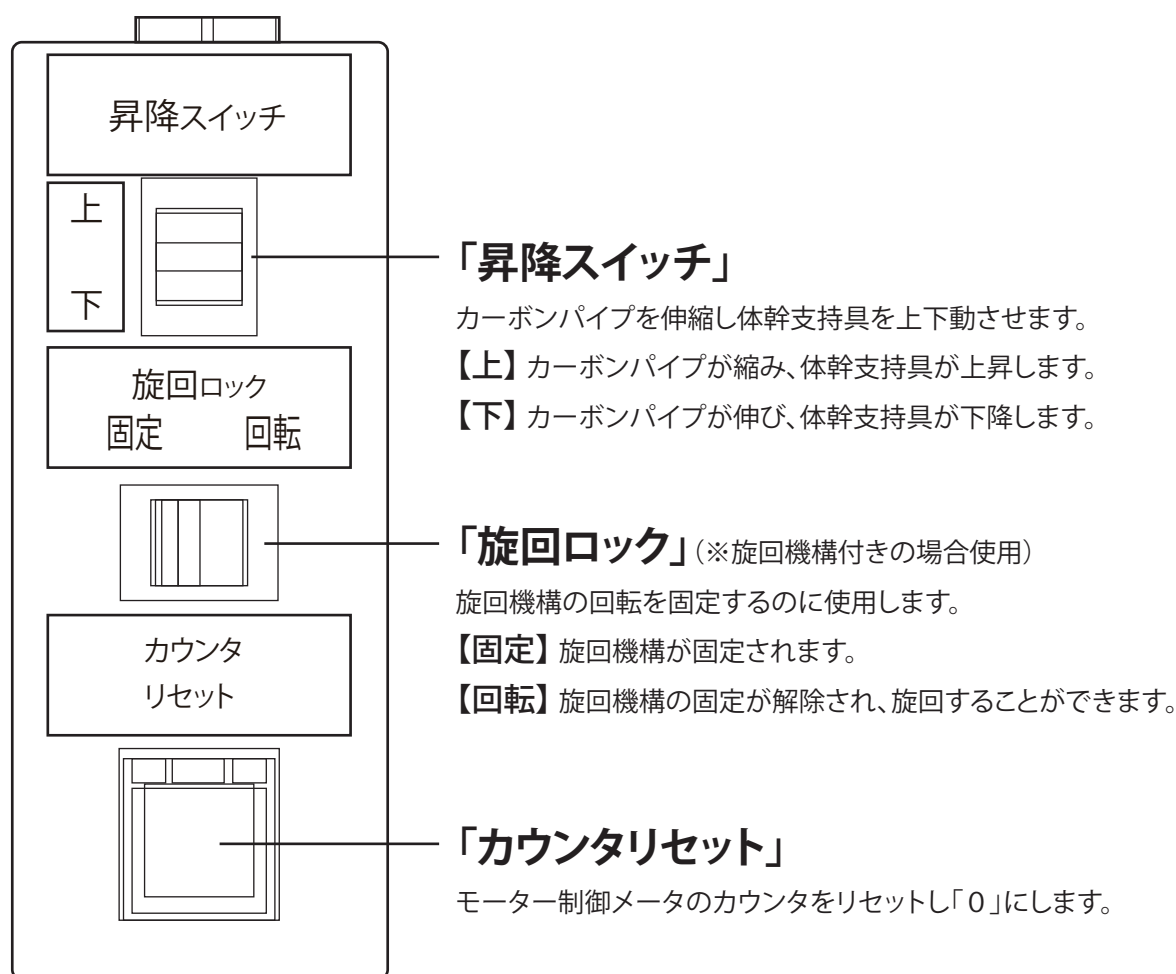 昇降スイッチ
上
下
旋回ロック
固定 回転
カウンタ
リセット
「昇降スイッチ」
カーボンパイプを伸縮し体幹支持具を上下動させます。
【上】カーボンパイプが縮み、体幹支持具が上昇します。
【下】カーボンパイプが伸び、体幹支持具が下降します。
「旋回ロック」（※旋回機構付きの場合使用）
旋回機構の回転を固定するのに使用します。
【固定】旋回機構が固定されます。
【回転】旋回機構の固定が解除され、旋回することができます。
「カウンタリセット」
モーター制御メータのカウンタをリセットし「０」にします。